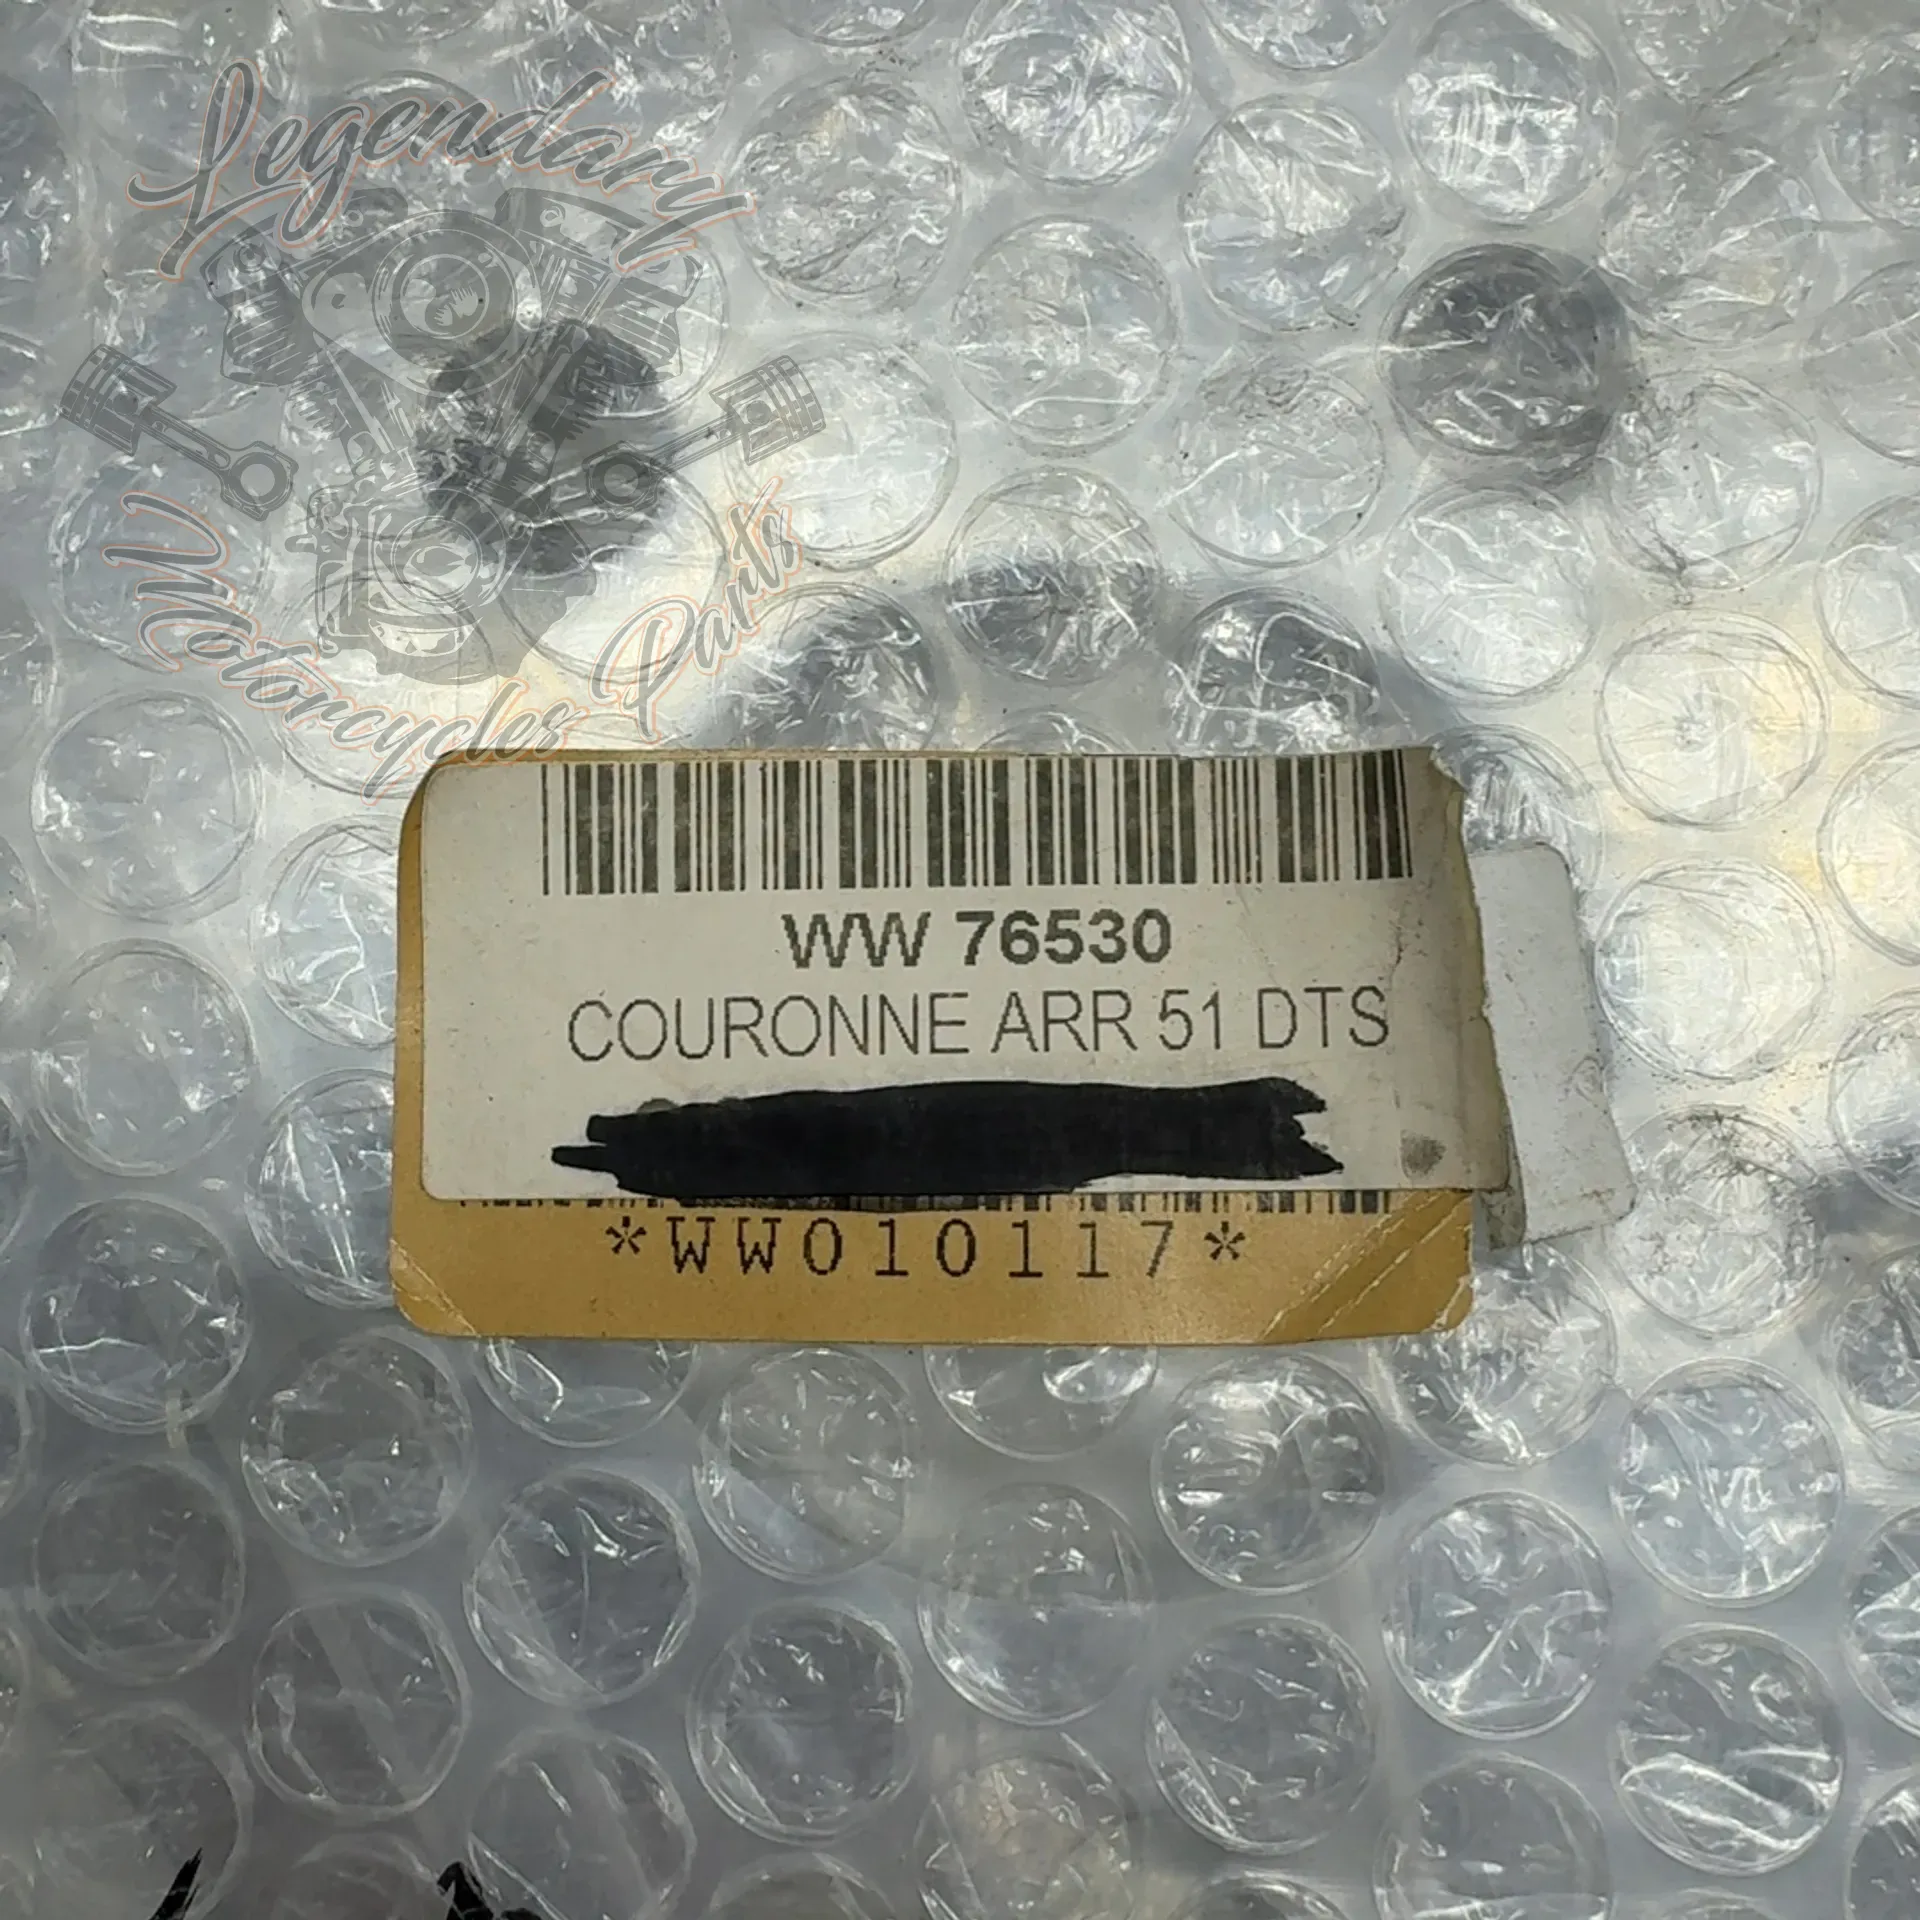 Legendary
Motorcycles Parts
WW 76530
COURONNE ARR 51 DTS
*WW010117*